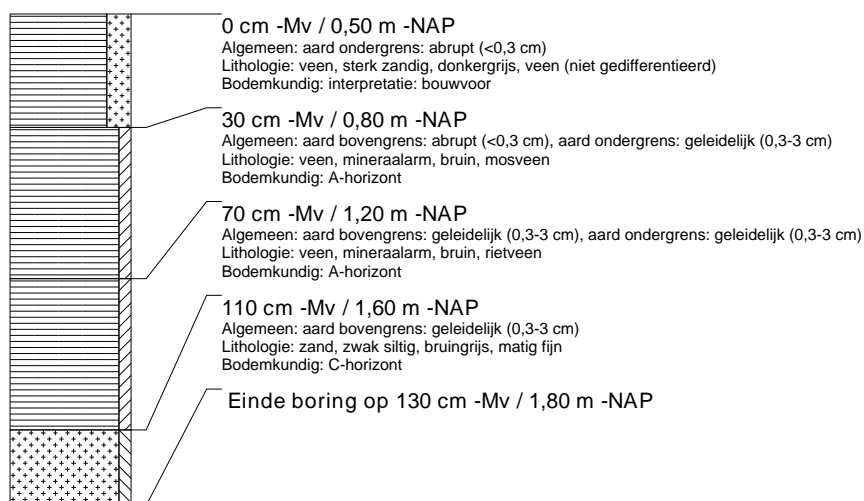 0 cm -Mv / 0,50 m -NAP
Algemeen: aard ondergrens: abrupt (<0,3 cm)
Lithologie: veen, sterk zandig, donkergrijs, veen (niet gedifferentieerd)
Bodemkundig: interpretatie: bouwvoor
30 cm -Mv / 0,80 m -NAP
Algemeen: aard bovengrens: abrupt (<0,3 cm), aard ondergrens: geleidelijk (0,3-3 cm)
Lithologie: veen, mineraalarm, bruin, mosveen
Bodemkundig: A-horizont
70 cm -Mv / 1,20 m -NAP
Algemeen: aard bovengrens: geleidelijk (0,3-3 cm), aard ondergrens: geleidelijk (0,3-3 cm)
Lithologie: veen, mineraalarm, bruin, rietveen
Bodemkundig: A-horizont
110 cm -Mv / 1,60 m -NAP
Algemeen: aard bovengrens: geleidelijk (0,3-3 cm)
Lithologie: zand, zwak siltig, bruingrijs, matig fijn
Bodemkundig: C-horizont
Einde boring op 130 cm -Mv / 1,80 m -NAP